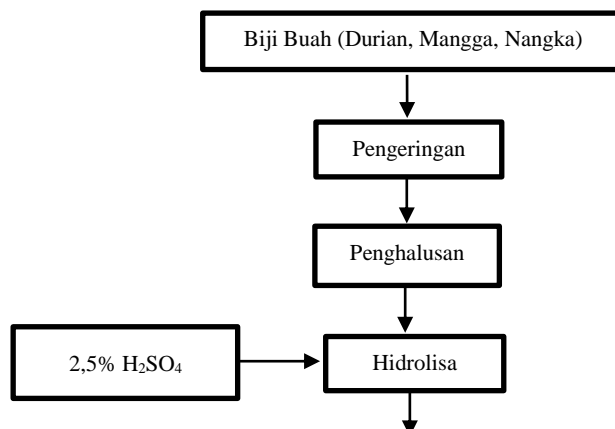 Biji Buah (Durian, Mangga, Nangka)
Pengeringan
Penghalusan
2,5% H₂SO₄
Hidrolisa